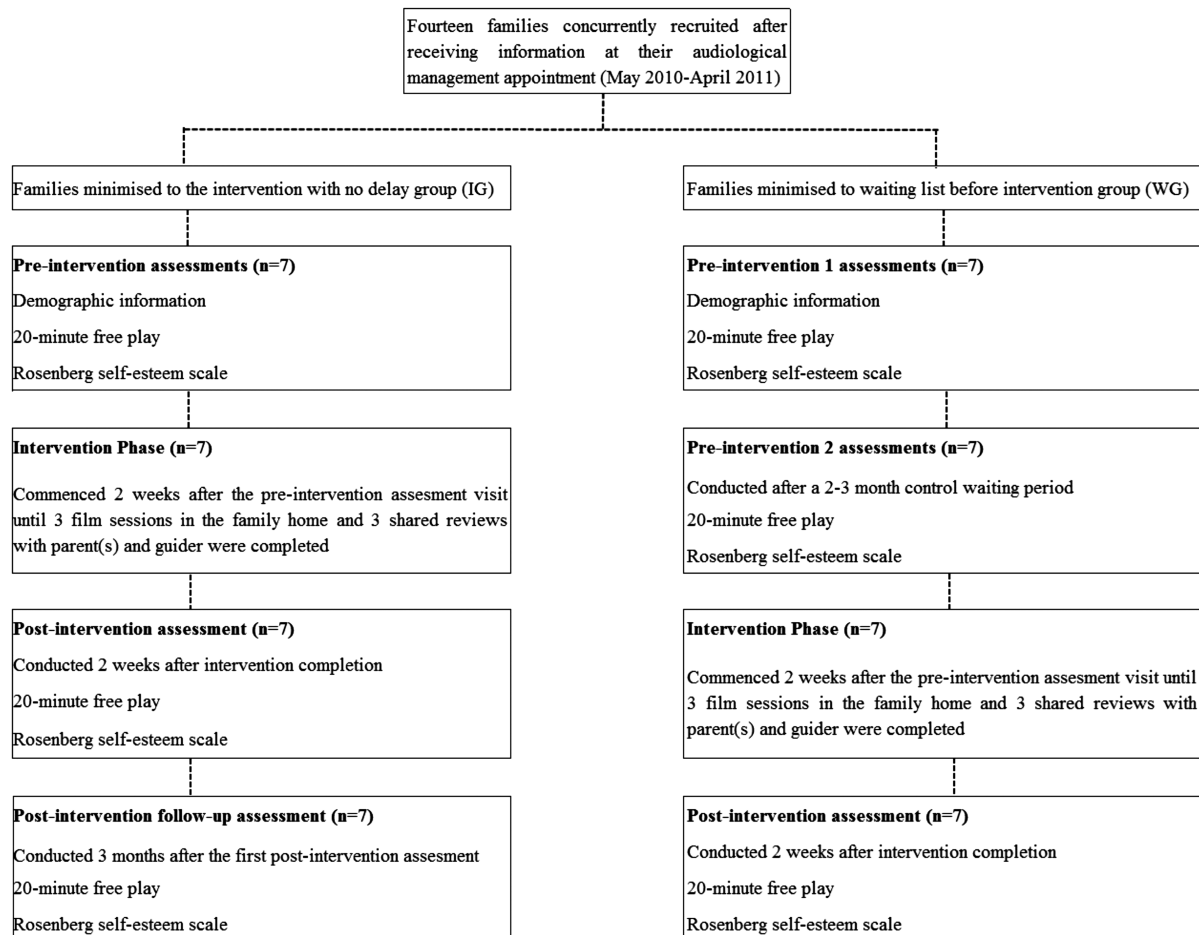 Fourteen families concurrently recruited after
receiving information at their audiological
management appointment (May 2010-April 2011)
Families minimised to the intervention with no delay group (IG)
Pre-intervention assessments (n=7)
Demographic information
20-minute free play
Rosenberg self-esteem scale
Intervention Phase (n=7)
Commenced 2 weeks after the pre-intervention assesment visit
until 3 film sessions in the family home and 3 shared reviews
with parent(s) and guider were completed
Post-intervention assessment (n=7)
Conducted 2 weeks after intervention completion
20-minute free play
Rosenberg self-esteem scale
Post-intervention follow-up assessment (n=7)
Conducted 3 months after the first post-intervention assesment
20-minute free play
Rosenberg self-esteem scale
Families minimised to waiting list before intervention group (WG)
Pre-intervention 1 assessments (n=7)
Demographic information
20-minute free play
Rosenberg self-esteem scale
Pre-intervention 2 assessments (n=7)
Conducted after a 2-3 month control waiting period
20-minute free play
Rosenberg self-esteem scale
Intervention Phase (n=7)
Commenced 2 weeks after the pre-intervention assesment visit until
3 film sessions in the family home and 3 shared reviews with
parent(s) and guider were completed
Post-intervention assessment (n=7)
Conducted 2 weeks after intervention completion
20-minute free play
Rosenberg self-esteem scale